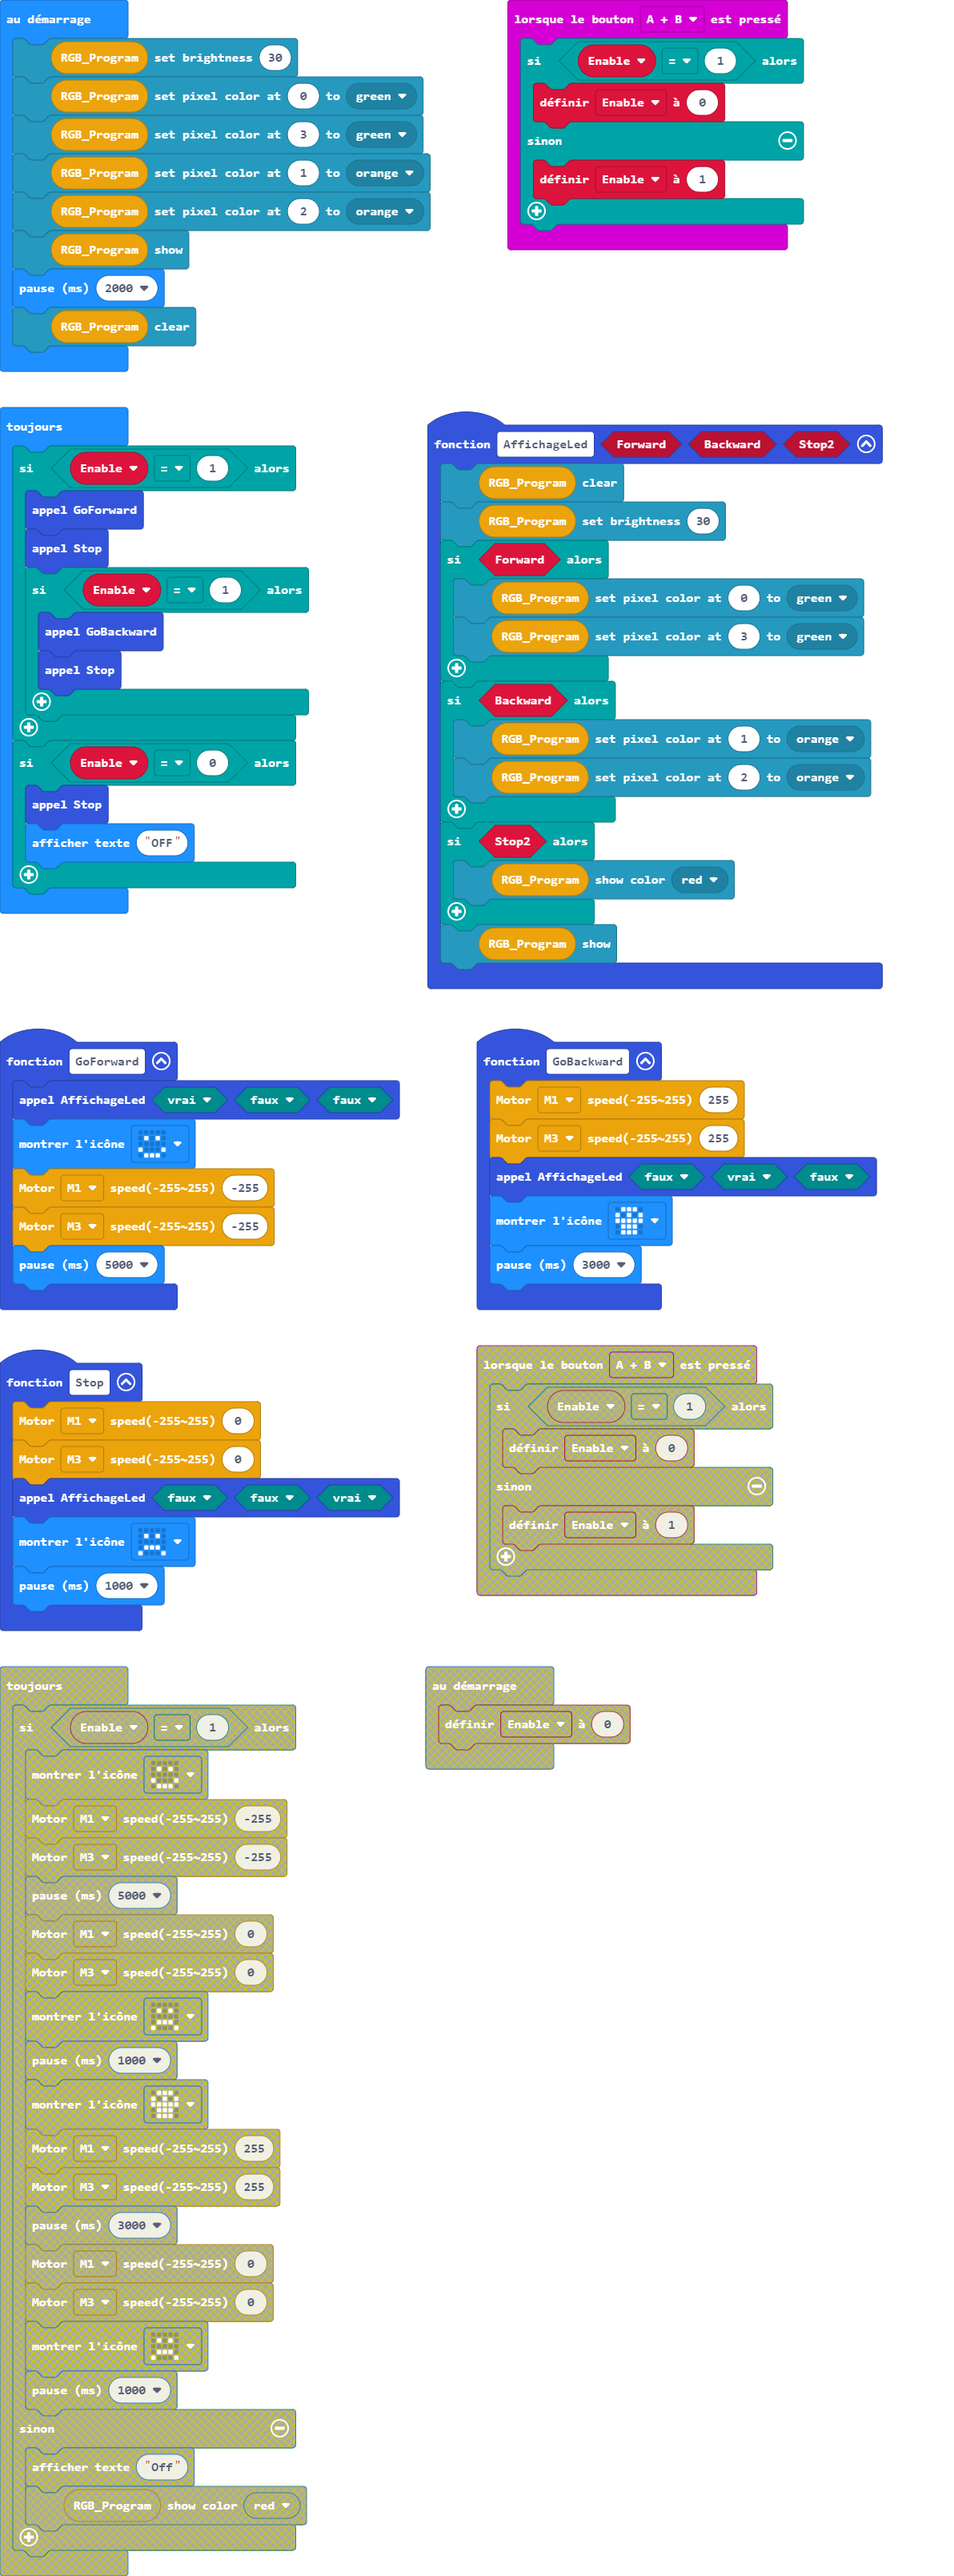 au démarrage
RGB_Program set brightness 30
RGB_Program set pixel color at 0 to green
RGB_Program set pixel color at 3 to green
RGB_Program set pixel color at 1 to orange
RGB_Program set pixel color at 2 to orange
RGB_Program show
pause (ms) 2000
RGB_Program clear
lorsque le bouton A + B est pressé
si Enable = 1 alors
définir Enable à 0
sinon
définir Enable à 1
toujours
si Enable = 1 alors
appel GoForward
appel Stop
si Enable = 1 alors
appel GoBackward
appel Stop
si Enable = 0 alors
appel Stop
afficher texte "OFF"
fonction AffichageLed Forward Backward Stop2
RGB_Program clear
RGB_Program set brightness 30
si Forward alors
RGB_Program set pixel color at 0 to green
RGB_Program set pixel color at 3 to green
si Backward alors
RGB_Program set pixel color at 1 to orange
RGB_Program set pixel color at 2 to orange
si Stop2 alors
RGB_Program show color red
RGB_Program show
fonction GoForward
appel AffichageLed vrai faux faux
montrer l'icône
Motor M1 speed(-255~255) -255
Motor M3 speed(-255~255) -255
pause (ms) 5000
fonction GoBackward
Motor M1 speed(-255~255) 255
Motor M3 speed(-255~255) 255
appel AffichageLed faux vrai faux
montrer l'icône
pause (ms) 3000
fonction Stop
Motor M1 speed(-255~255) 0
Motor M3 speed(-255~255) 0
appel AffichageLed faux faux vrai
montrer l'icône
pause (ms) 1000
lorsque le bouton A + B est pressé
si Enable = 1 alors
définir Enable à 0
sinon
définir Enable à 1
toujours
si Enable = 1 alors
montrer l'icône
Motor M1 speed(-255~255) -255
Motor M3 speed(-255~255) -255
pause (ms) 5000
Motor M1 speed(-255~255) 0
Motor M3 speed(-255~255) 0
montrer l'icône
pause (ms) 1000
montrer l'icône
Motor M1 speed(-255~255) 255
Motor M3 speed(-255~255) 255
pause (ms) 3000
Motor M1 speed(-255~255) 0
Motor M3 speed(-255~255) 0
montrer l'icône
pause (ms) 1000
sinon
afficher texte "Off"
RGB_Program show color red
au démarrage
définir Enable à 0